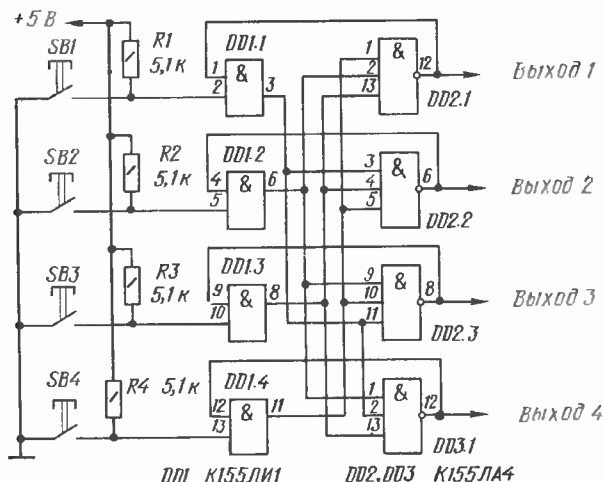 +5 В
SB1
R1
5,1 к
DD1.1
1
2
&
3
1
2
13
&
12
DD2.1
Выход 1
SB2
R2
5,1 к
DD1.2
4
5
&
6
3
4
5
&
6
DD2.2
Выход 2
SB3
R3
5,1 к
DD1.3
9
10
&
8
9
10
11
&
8
DD2.3
Выход 3
SB4
R4 5,1 к
DD1.4
12
13
&
11
1
2
13
&
12
DD3.1
Выход 4
DD1 К155ЛИ1
DD2, DD3 К155ЛА4